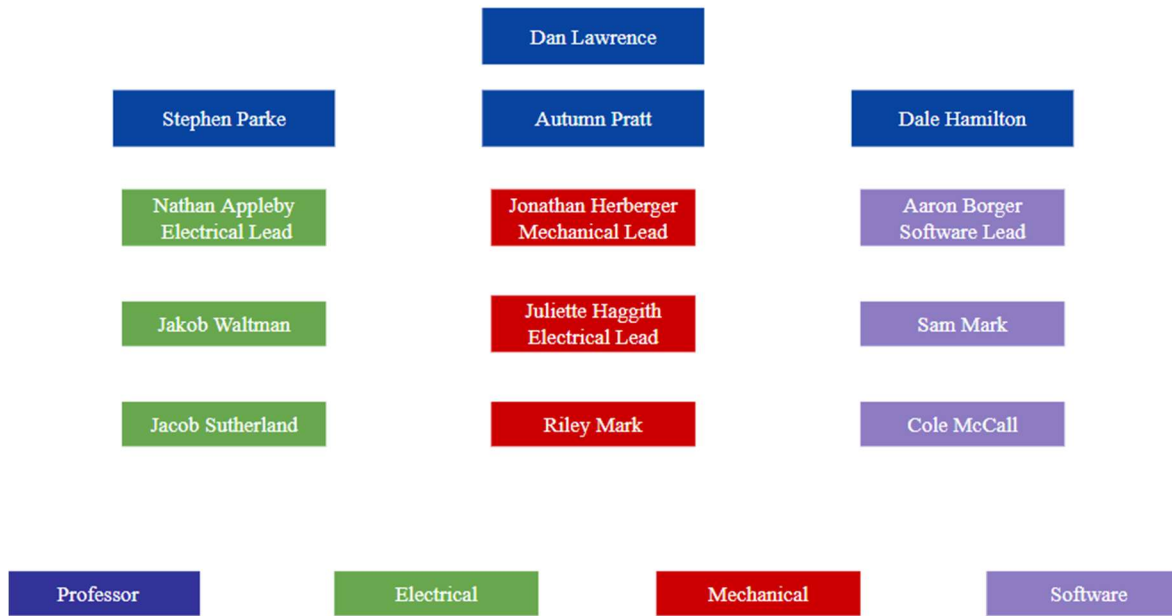 Dan Lawrence
Stephen Parke
Autumn Pratt
Dale Hamilton
Nathan Appleby
Electrical Lead
Jonathan Herberger
Mechanical Lead
Aaron Borger
Software Lead
Jakob Waltman
Juliette Haggith
Electrical Lead
Sam Mark
Jacob Sutherland
Riley Mark
Cole McCall
Professor
Electrical
Mechanical
Software